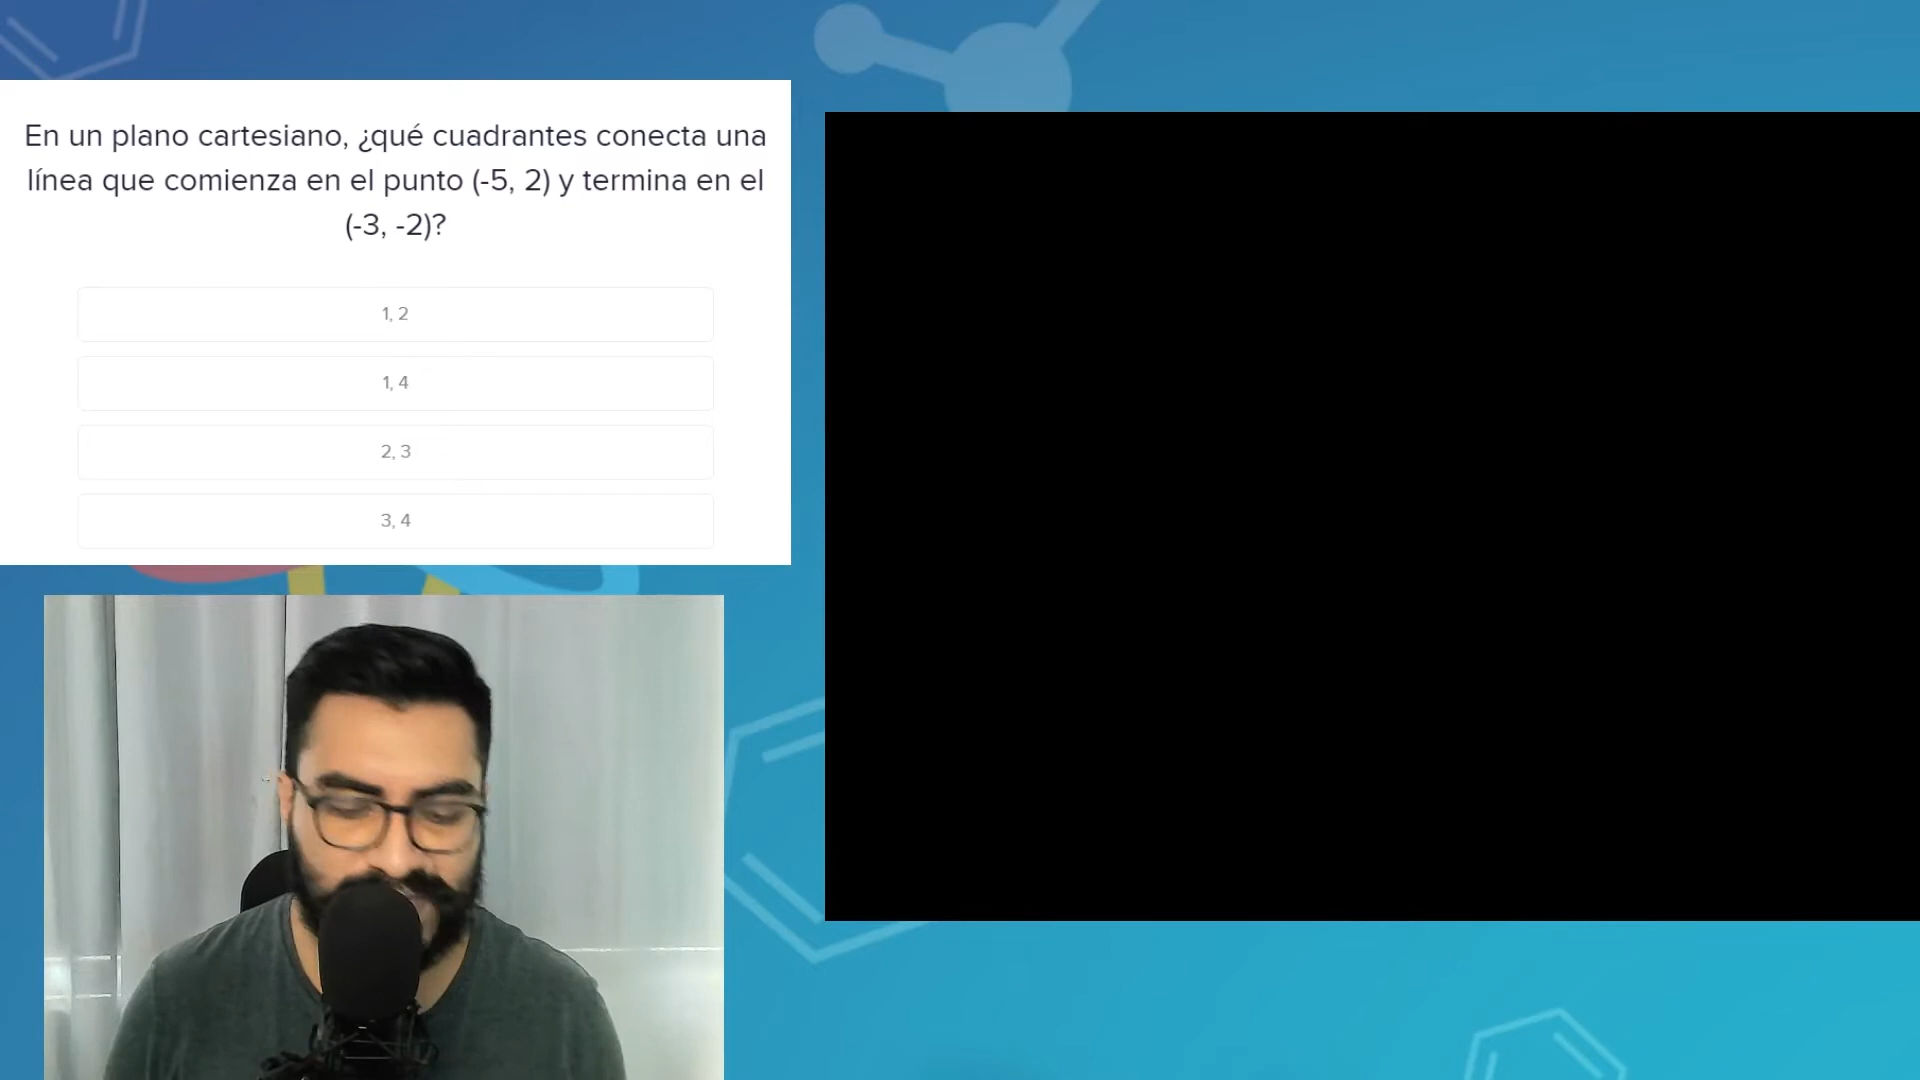 En un plano cartesiano, ¿qué cuadrantes conecta una
línea que comienza en el punto (-5, 2) y termina en el
(-3, -2)?
1, 2
1, 4
2, 3
3, 4